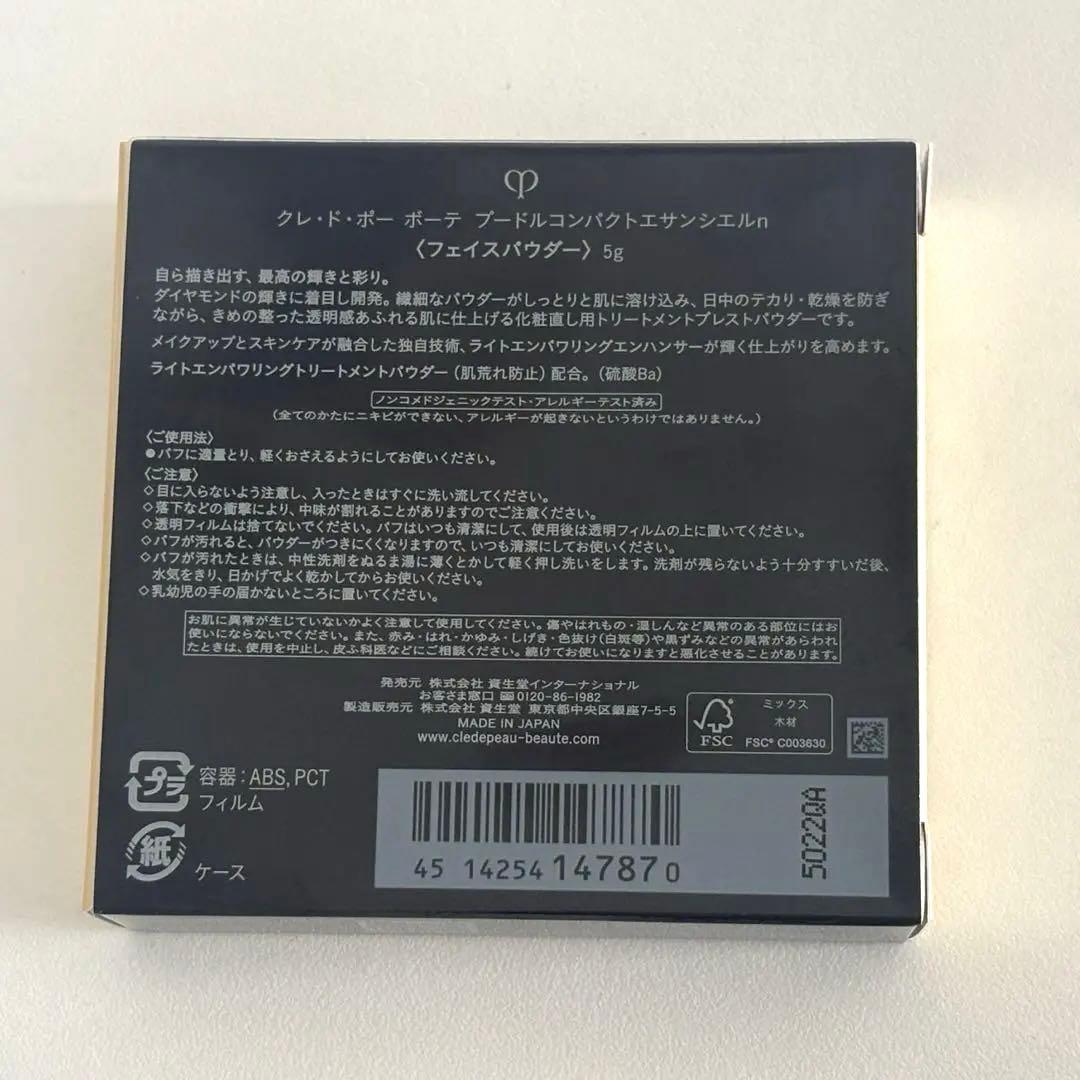 クレ・ド・ポー ボーテ プードルコンパクトエサンシエルn
〈フェイスパウダー〉5g
自ら描き出す、最高の輝きと彩り。
ダイヤモンドの輝きに着目し開発。繊細なパウダーがしっとりと肌に溶け込み、日中のテカリ・乾燥を防ぎ
ながら、きめの整った透明感あふれる肌に仕上げる化粧直し用トリートメントプレストパウダーです。
メイクアップとスキンケアが融合した独自技術、ライトエンパワリングエンハンサーが輝く仕上がりを高めます。
ライトエンパワリングトリートメントパウダー（肌荒れ防止）配合。（硫酸Ba）
ノンコメドジェニックテスト・アレルギーテスト済み
（全てのかたにニキビができない、アレルギーが起きないというわけではありません。）
〈ご使用法〉
●パフに適量とり、軽くおさえるようにしてお使いください。
〈ご注意〉
◇目に入らないよう注意し、入ったときはすぐに洗い流してください。
◇落下などの衝撃により、中味が割れることがありますのでご注意ください。
◇透明フィルムは捨てないでください。パフはいつも清潔にして、使用後は透明フィルムの上に置いてください。
◇パフが汚れると、パウダーがつきにくくなりますので、いつも清潔にしてお使いください。
◇パフが汚れたときは、中性洗剤をぬるま湯に薄くとかして軽く押し洗いをします。洗剤が残らないよう十分すすいだ後、
水気をきり、日かげでよく乾かしてからお使いください。
◇乳幼児の手の届かないところに置いてください。
お肌に異常が生じていないかよく注意して使用してください。傷やはれもの・湿しんなど異常のある部位にはお
使いにならないでください。また、赤み・はれ・かゆみ・しげき・色抜け（白斑等）や黒ずみなどの異常があらわれ
たときは、使用を中止し、皮ふ科医などにご相談ください。続けてお使いになりますと悪化させることがあります。
発売元 株式会社 資生堂インターナショナル
お客さま窓口 0120-86-1982
製造販売元 株式会社 資生堂 東京都中央区銀座7-5-5
MADE IN JAPAN
www.cledepeau-beaute.com
FSC
ミックス
木材
FSC® C003630
プラ
容器：ABS, PCT
フィルム
紙
ケース
45 14254 14787 0
5022QA